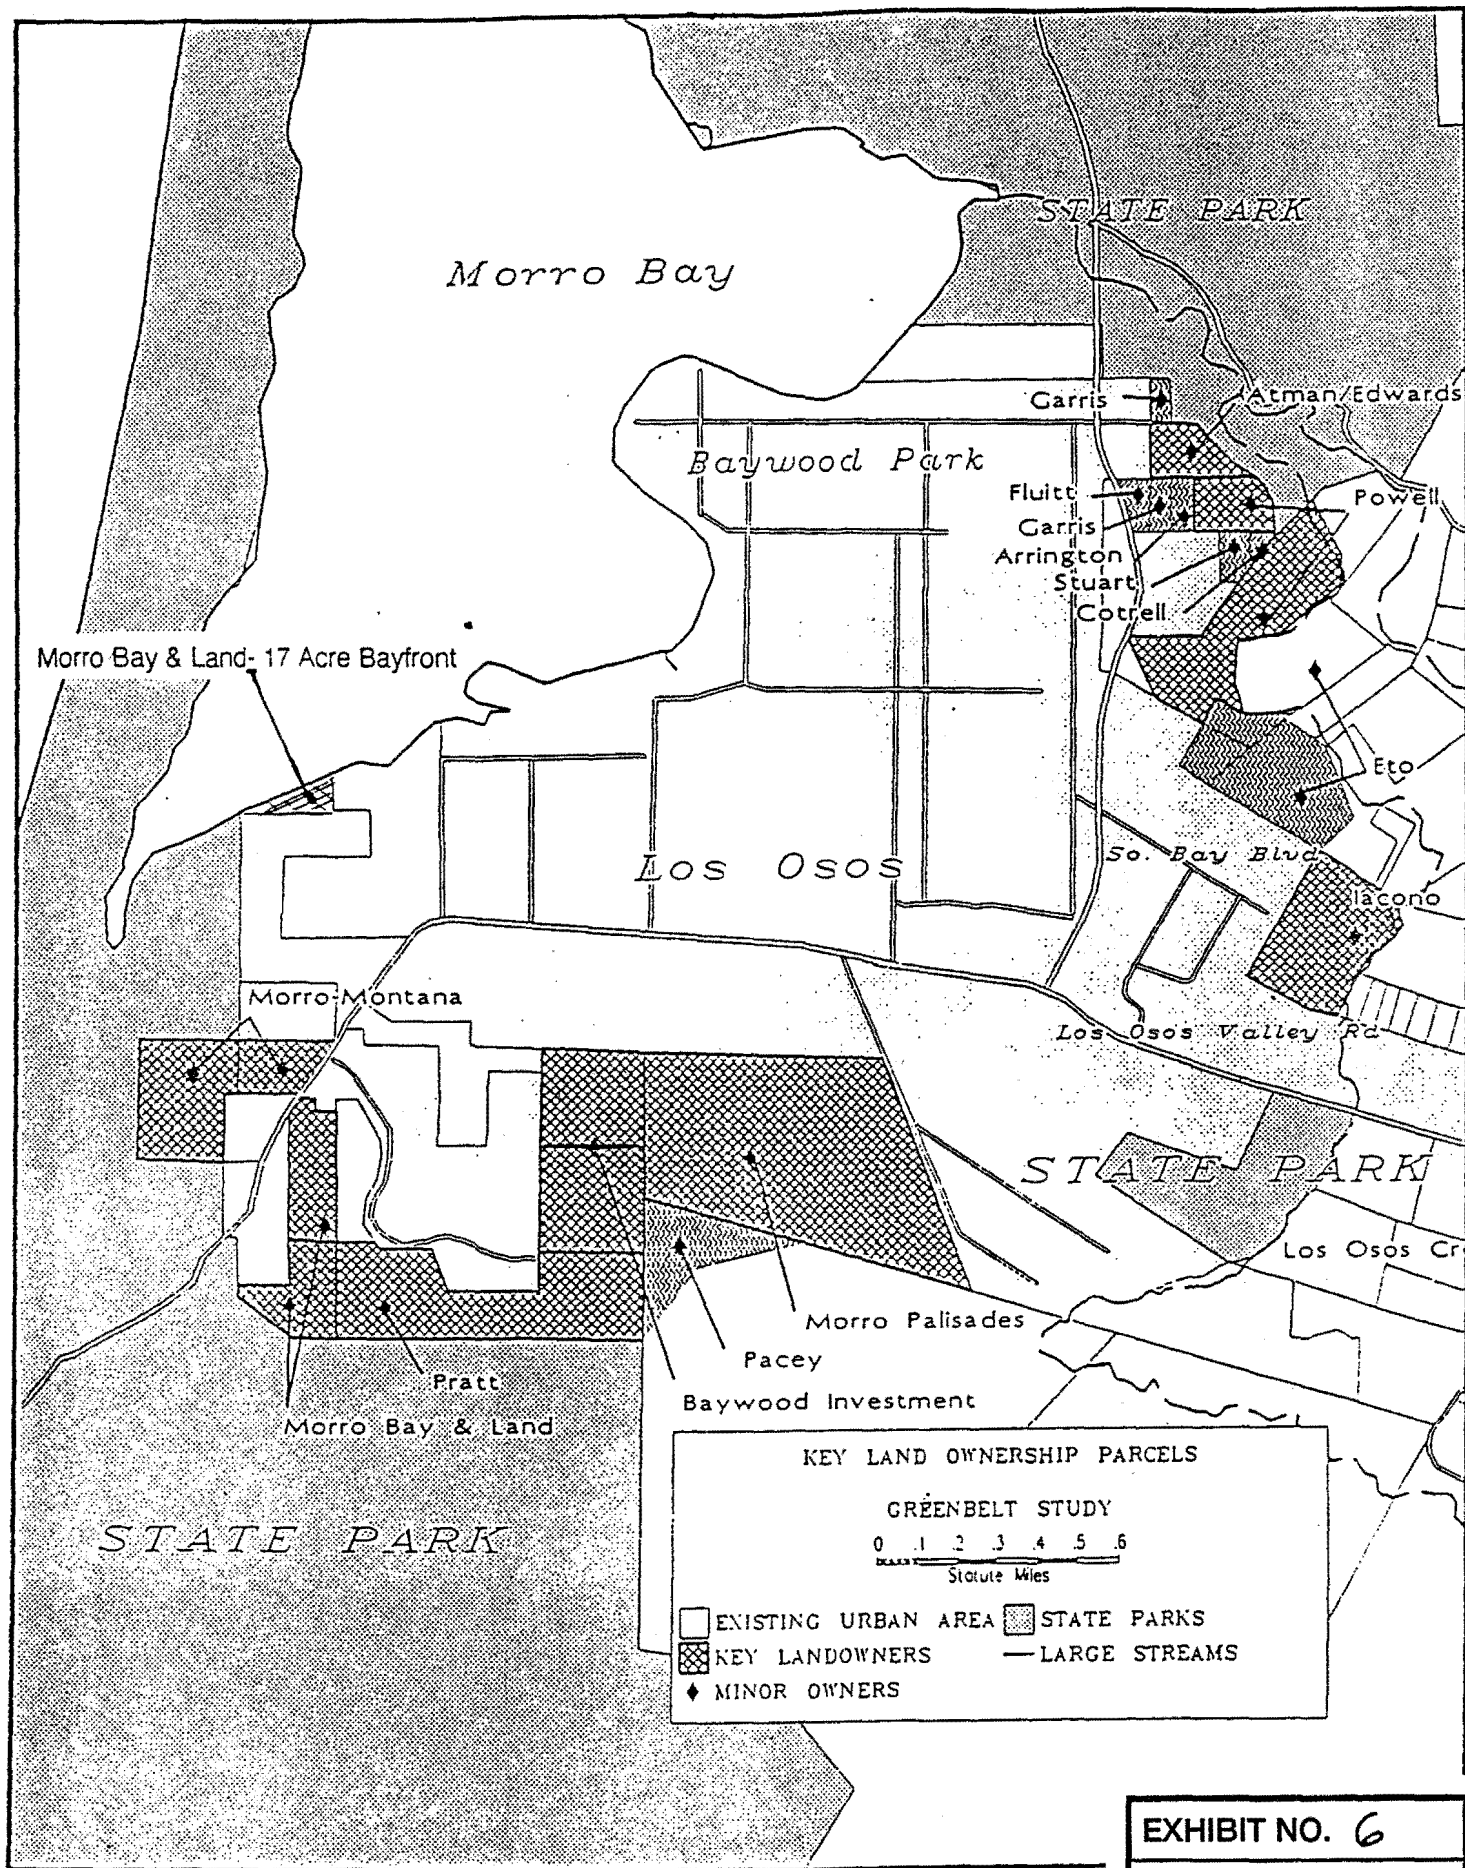 STATE PARK
Morro Bay
Garris
Atman/Edwards
Baywood Park
Fluitt
Powell
Garris
Arrington
Stuart
Cotrell
Morro Bay & Land- 17 Acre Bayfront
Eto
Los Osos
So. Bay Blvd.
Iacono
Morro-Montana
Los Osos Valley Rd
STATE PARK
Los Osos Cr
Morro Palisades
Pacey
Pratt
Baywood Investment
Morro Bay & Land
KEY LAND OWNERSHIP PARCELS
GREENBELT STUDY
0 .1 .2 .3 .4 .5 .6
Statute Miles
STATE PARK
EXISTING URBAN AREA
STATE PARKS
KEY LANDOWNERS
LARGE STREAMS
MINOR OWNERS
EXHIBIT NO. 6